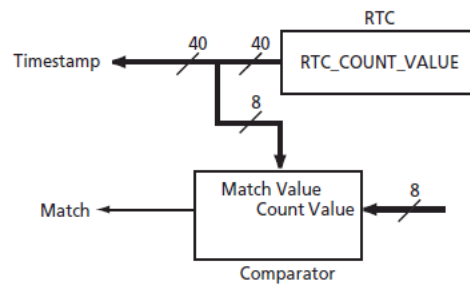 RTC
40
40
Timestamp
RTC_COUNT_VALUE
8
Match Value
8
Count Value
Match
Comparator